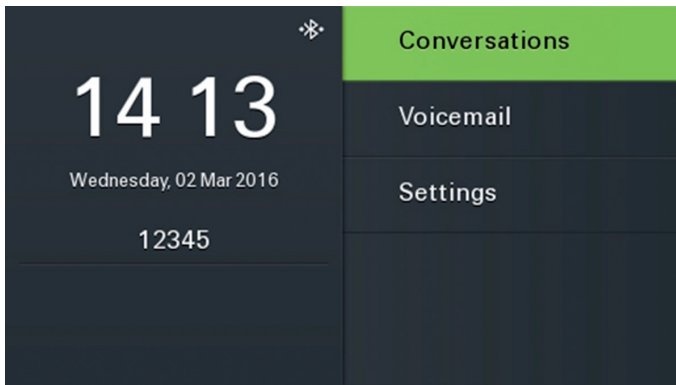 14 13
Wednesday, 02 Mar 2016
12345
Conversations
Voicemail
Settings